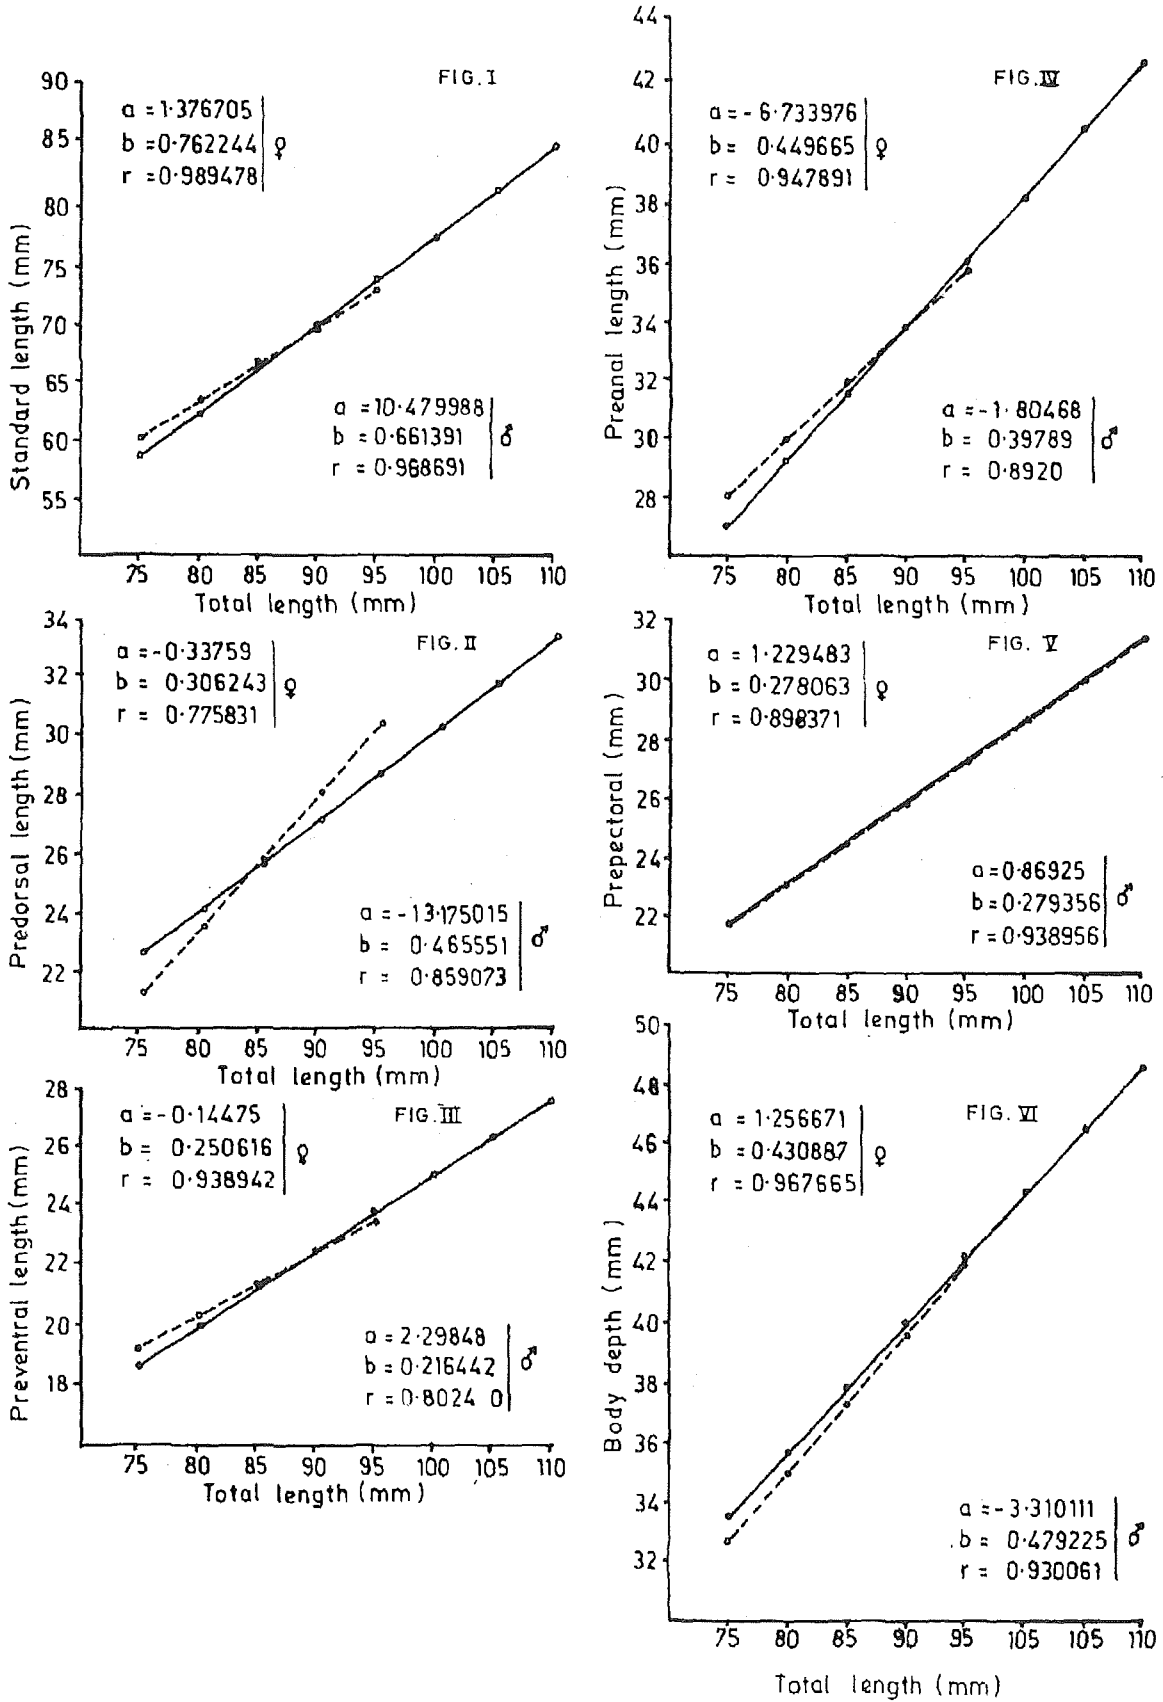 FIG. I
90
85
80
75
70
65
60
55
Standard length (mm)
a = 1·376705
b = 0·762244 ♀
r = 0·989478
a = 10·479988
b = 0·661391 ♂
r = 0·968691
75 80 85 90 95 100 105 110
Total length (mm)
FIG. II
34
32
30
28
26
24
22
Predorsal length (mm)
a = -0·33759
b = 0·306243 ♀
r = 0·775831
a = -13·175015
b = 0·465551 ♂
r = 0·859073
75 80 85 90 95 100 105 110
Total length (mm)
FIG. III
28
26
24
22
20
18
Preventral length (mm)
a = -0·14475
b = 0·250616 ♀
r = 0·938942
a = 2·29848
b = 0·216442 ♂
r = 0·8024 0
75 80 85 90 95 100 105 110
Total length (mm)
FIG. IV
44
42
40
38
36
34
32
30
28
Preanal length (mm)
a = -6·733976
b = 0·449665 ♀
r = 0·947891
a = -1·80468
b = 0·39789 ♂
r = 0·8920
75 80 85 90 95 100 105 110
Total length (mm)
FIG. V
32
30
28
26
24
22
Prepectoral (mm)
a = 1·229483
b = 0·278063 ♀
r = 0·898371
a = 0·86925
b = 0·279356 ♂
r = 0·938956
75 80 85 90 95 100 105 110
Total length (mm)
FIG. VI
50
48
46
44
42
40
38
36
34
32
Body depth (mm)
a = 1·256671
b = 0·430887 ♀
r = 0·967665
a = -3·310111
b = 0·479225 ♂
r = 0·930061
75 80 85 90 95 105 105 110
Total length (mm)